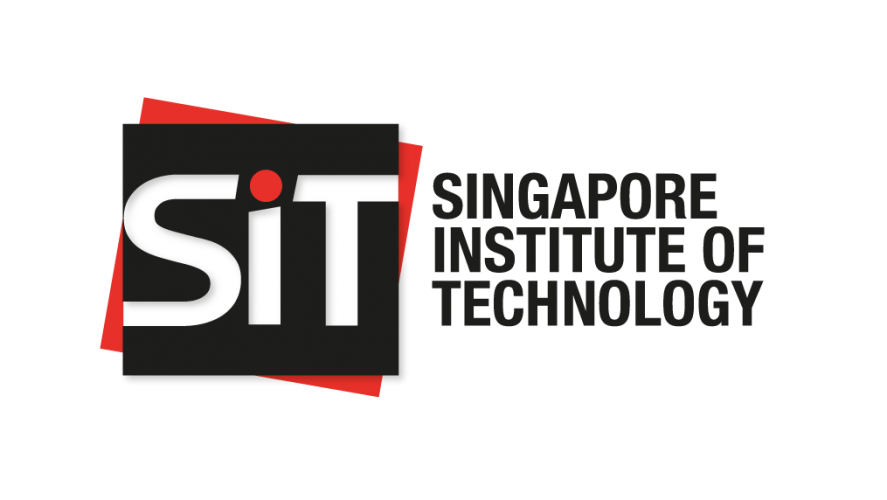 SiT
SINGAPORE
INSTITUTE OF
TECHNOLOGY